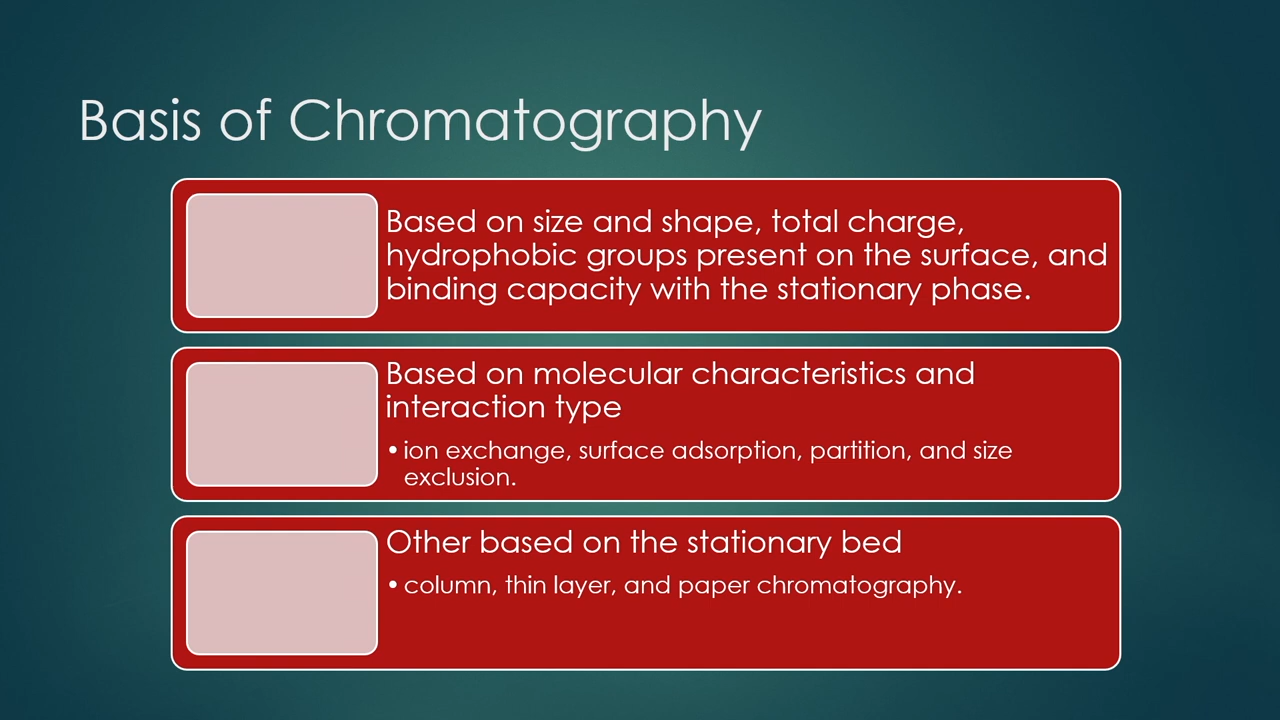 Basis of Chromatography
Based on size and shape, total charge,
hydrophobic groups present on the surface, and
binding capacity with the stationary phase.
Based on molecular characteristics and
interaction type
• ion exchange, surface adsorption, partition, and size
exclusion.
Other based on the stationary bed
• column, thin layer, and paper chromatography.